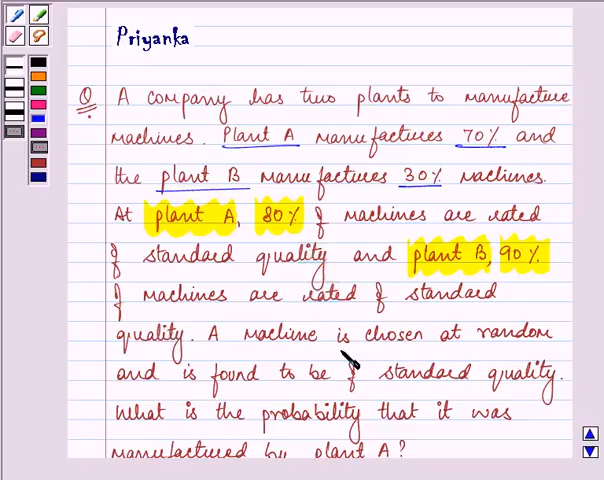 Priyanka
Q A company has two plants to manufacture
machines. Plant A manufactures 70% and
the plant B manufactures 30% machines.
At plant A, 80% of machines are rated
of standard quality and plant B, 90%
of machines are rated of standard
quality. A machine is chosen at random
and is found to be of standard quality.
What is the probability that it was
manufactured by plant A?